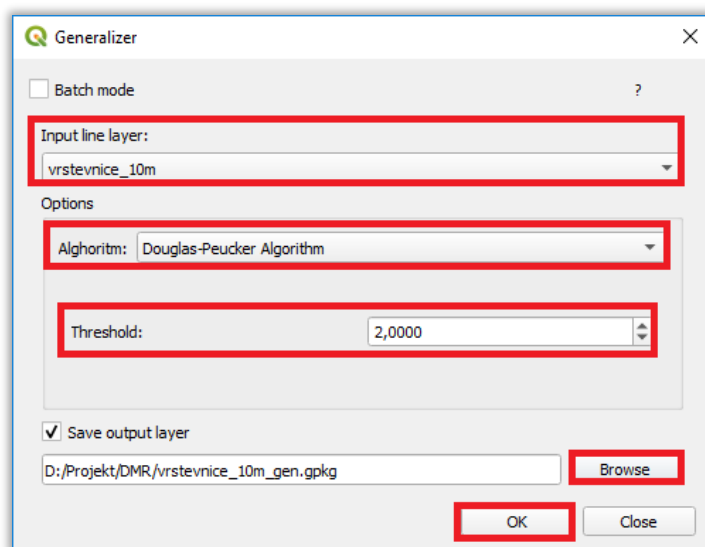 Generalizer
Batch mode ?
Input line layer:
vrstevnice_10m
Options
Alghoritm: Douglas-Peucker Algorithm
Threshold: 2,0000
Save output layer
D:/Projekt/DMR/vrstevnice_10m_gen.gpkg Browse
OK Close